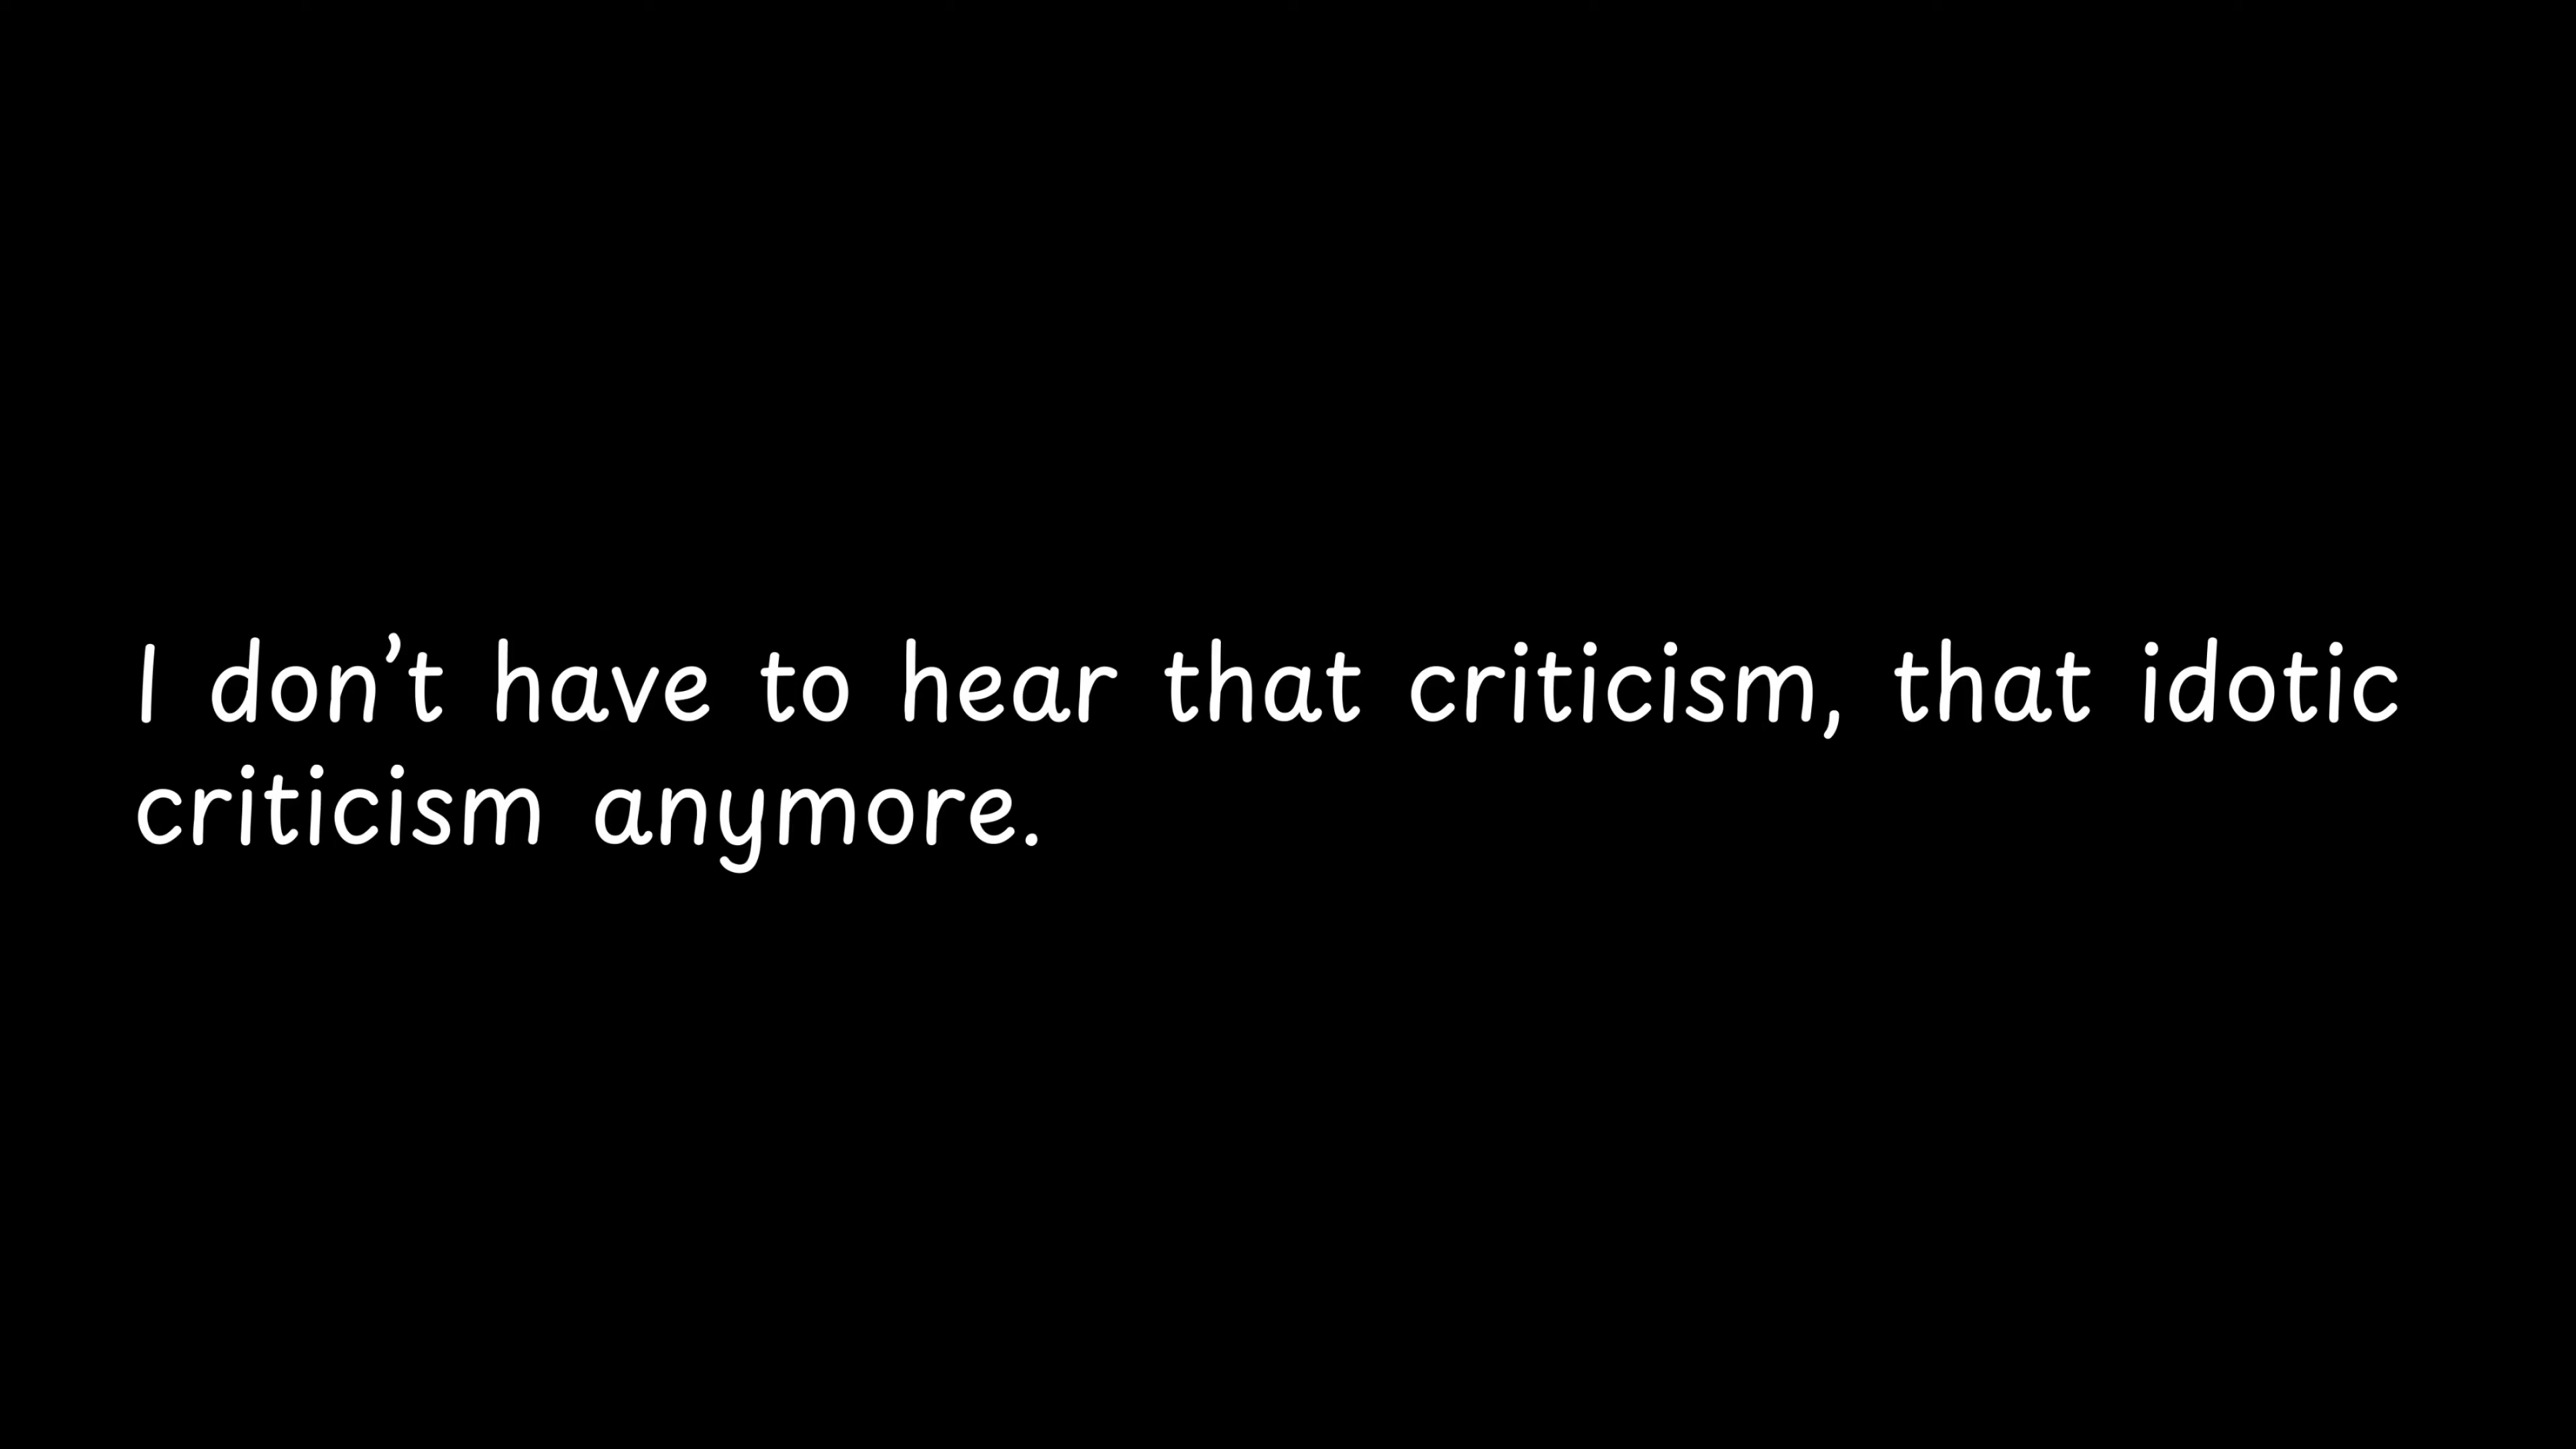 I don’t have to hear that criticism, that idotic
criticism anymore.